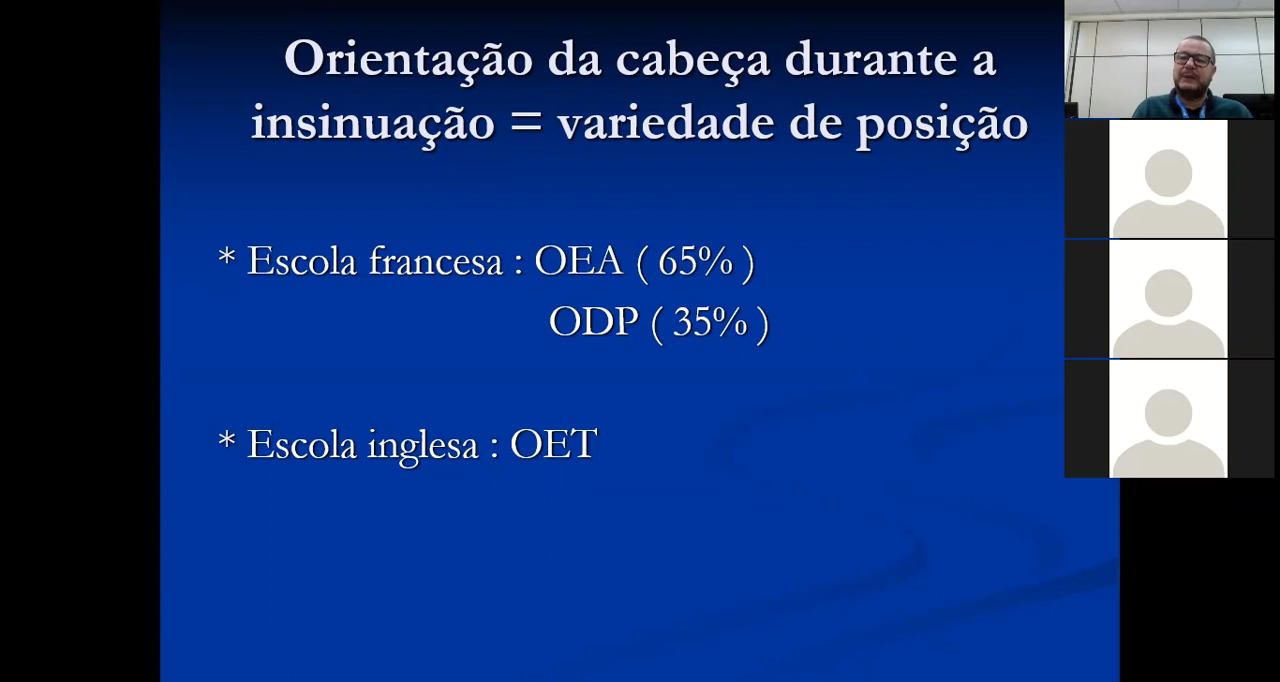 Orientação da cabeça durante a
insinuação = variedade de posição
* Escola francesa : OEA ( 65% )
ODP ( 35% )
* Escola inglesa : OET